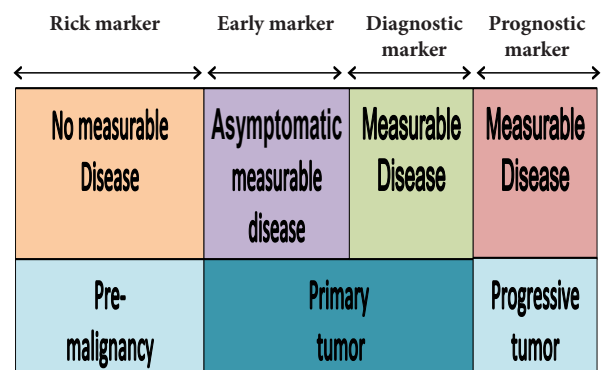 Rick marker
Early marker
Diagnostic
marker
Prognostic
marker
No measurable
Disease
Asymptomatic
measurable
disease
Measurable
Disease
Measurable
Disease
Pre-
malignancy
Primary
tumor
Progressive
tumor